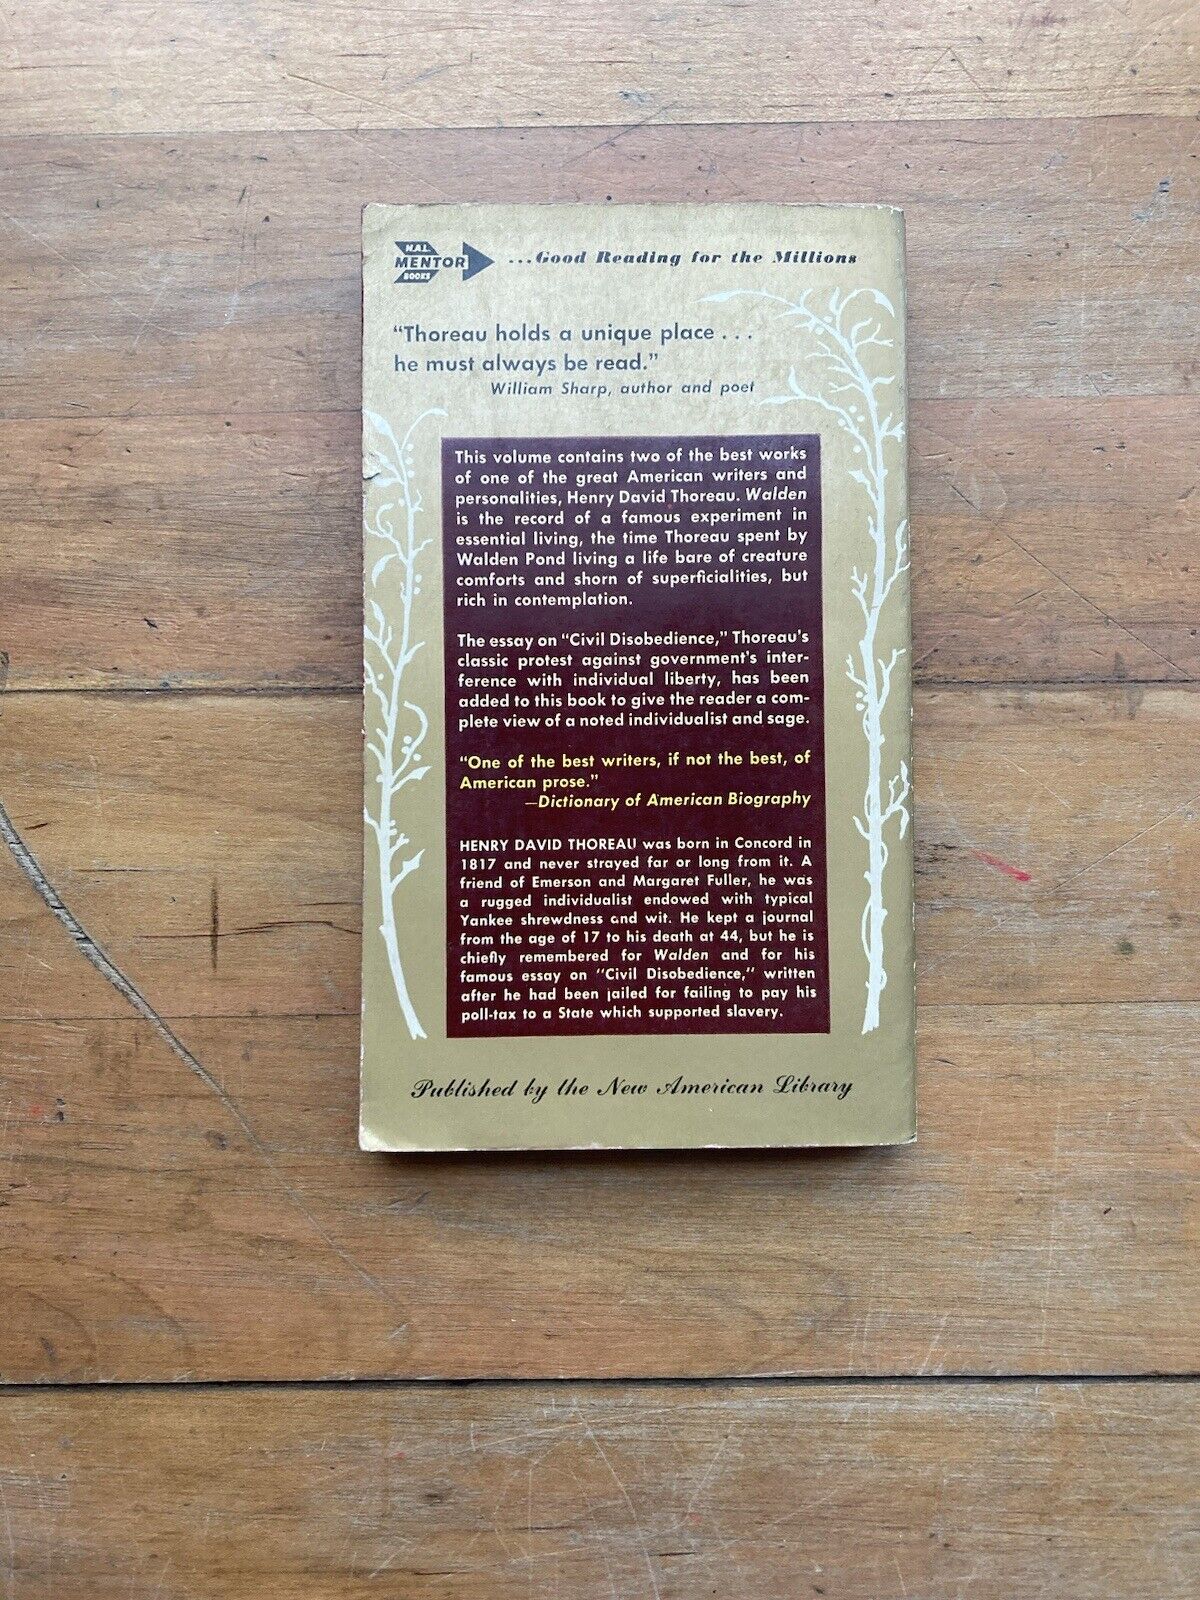 N.A.L.
MENTOR
BOOKS
...Good Reading for the Millions
“Thoreau holds a unique place . . .
he must always be read.”
William Sharp, author and poet
This volume contains two of the best works
of one of the great American writers and
personalities, Henry David Thoreau. Walden
is the record of a famous experiment in
essential living, the time Thoreau spent by
Walden Pond living a life bare of creature
comforts and shorn of superficialities, but
rich in contemplation.
The essay on “Civil Disobedience,” Thoreau's
classic protest against government's inter-
ference with individual liberty, has been
added to this book to give the reader a com-
plete view of a noted individualist and sage.
“One of the best writers, if not the best, of
American prose.”
—Dictionary of American Biography
HENRY DAVID THOREAU was born in Concord in
1817 and never strayed far or long from it. A
friend of Emerson and Margaret Fuller, he was
a rugged individualist endowed with typical
Yankee shrewdness and wit. He kept a journal
from the age of 17 to his death at 44, but he is
chiefly remembered for Walden and for his
famous essay on “Civil Disobedience,” written
after he had been jailed for failing to pay his
poll-tax to a State which supported slavery.
Published by the New American Library